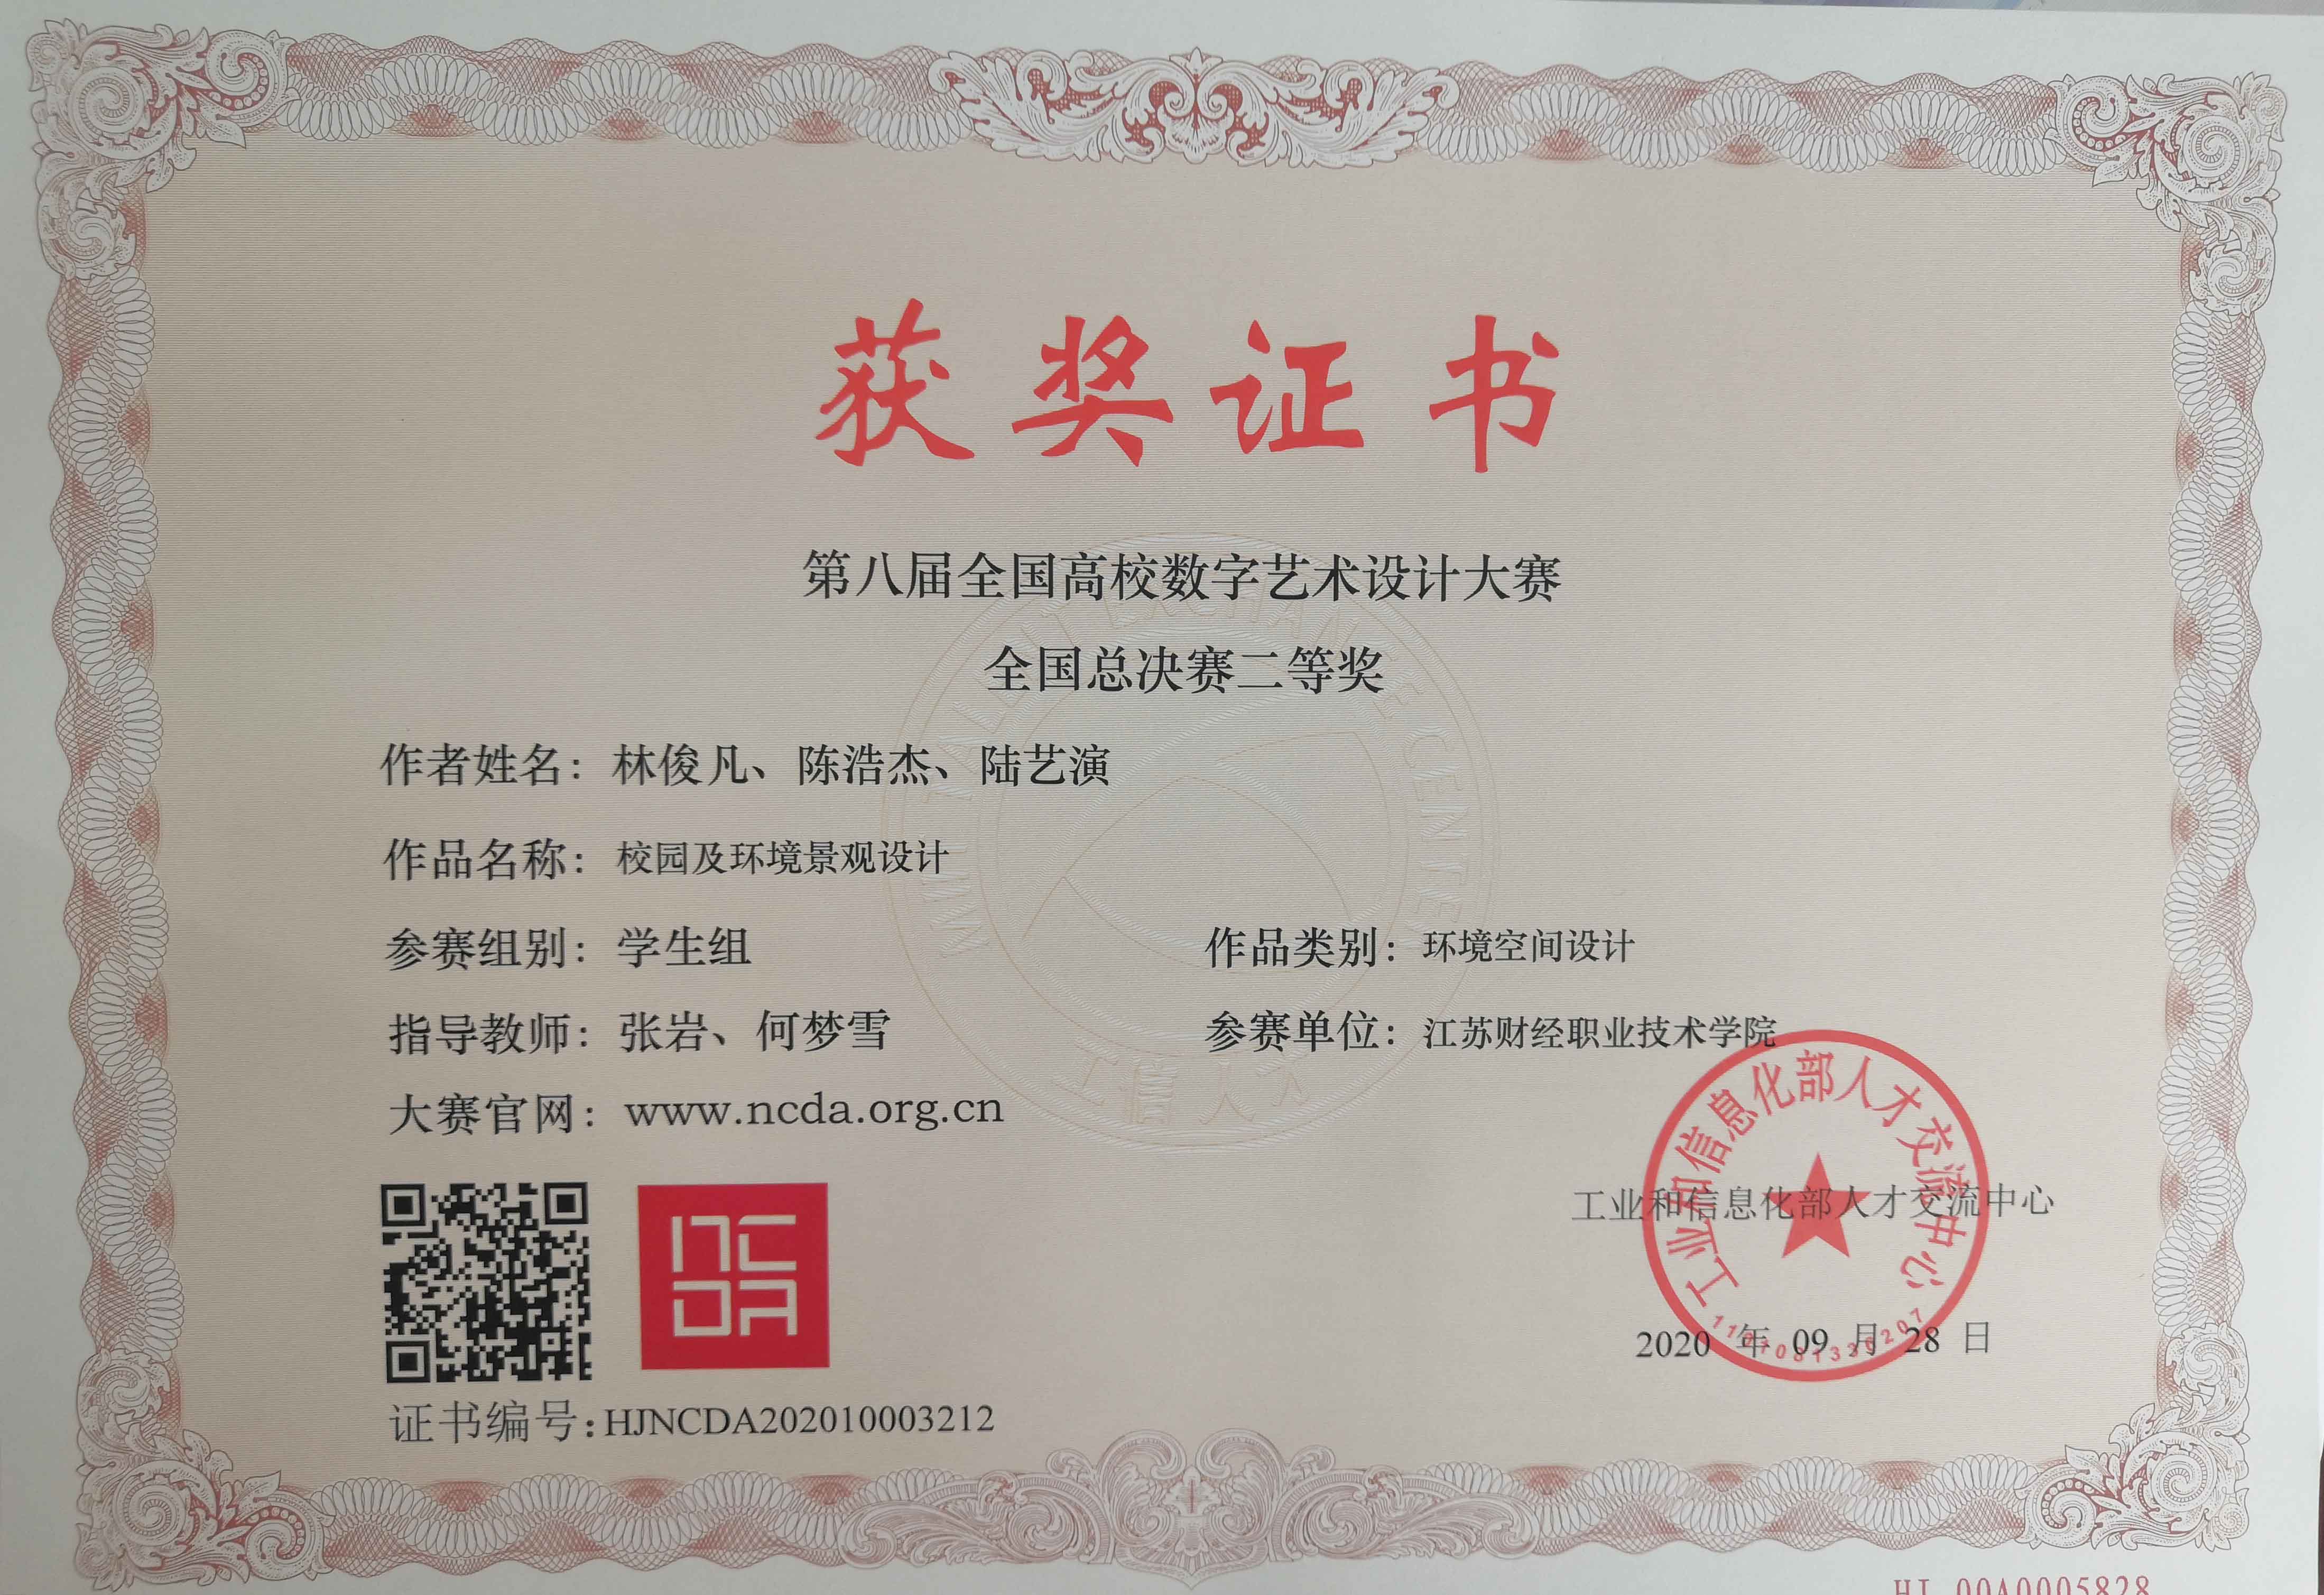 获奖证书
第八届全国高校数字艺术设计大赛
全国总决赛二等奖
作者姓名：林俊凡、陈浩杰、陆艺演
作品名称：校园及环境景观设计
参赛组别：学生组 作品类别：环境空间设计
指导教师：张岩、何梦雪 参赛单位：江苏财经职业技术学院
大赛官网：www.ncda.org.cn
NCDA
工业和信息化部人才交流中心
工业和信息化部人才交流中心
2020 年 09 月 28 日
证书编号:HJNCDA202010003212
HJ 00A0005828